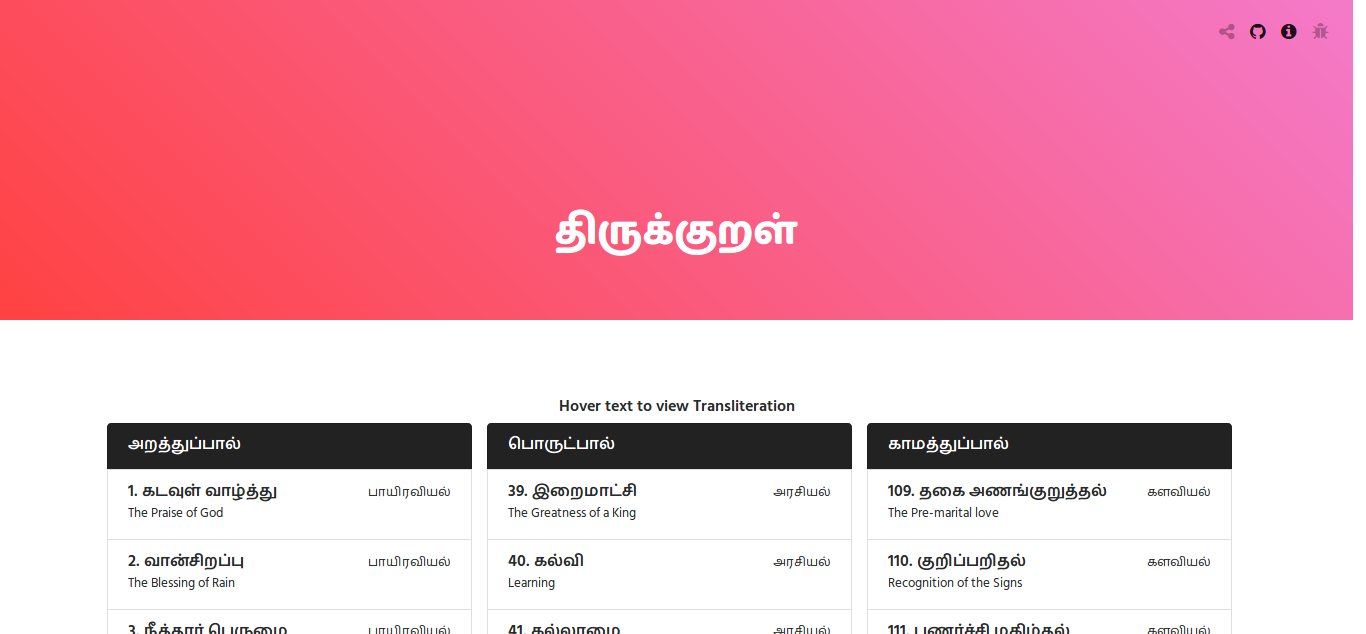 திருக்குறள்
Hover text to view Transliteration
அறத்துப்பால்
1. கடவுள் வாழ்த்து பாயிரவியல்
The Praise of God
2. வான்சிறப்பு பாயிரவியல்
The Blessing of Rain
3. நீத்தார் பெருமை பாயிரவியல்
பொருட்பால்
39. இறைமாட்சி அரசியல்
The Greatness of a King
40. கல்வி அரசியல்
Learning
41. கல்லாமை அரசியல்
காமத்துப்பால்
109. தகை அணங்குறுத்தல் களவியல்
The Pre-marital love
110. குறிப்பறிதல் களவியல்
Recognition of the Signs
111. புணர்ச்சி மகிழ்தல் களவியல்